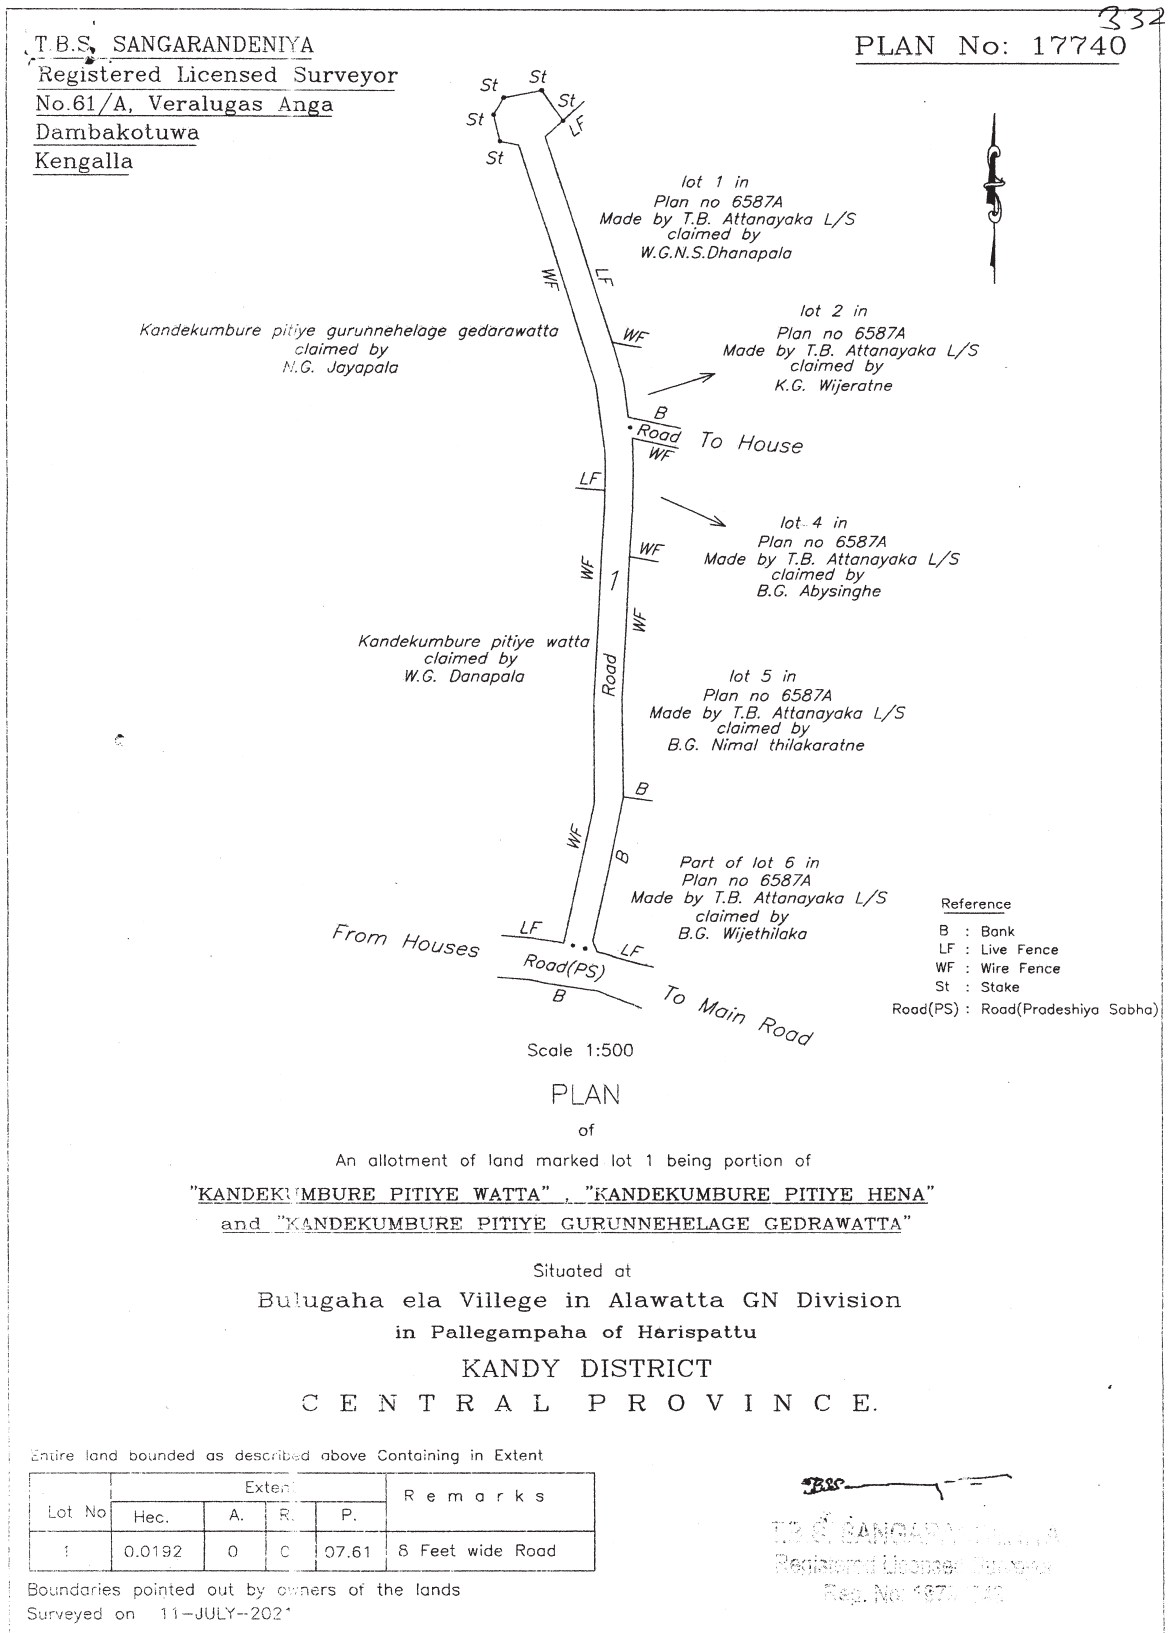 332
T.B.S. SANGARANDENIYA
Registered Licensed Surveyor
No.61/A, Veralugas Anga
Dambakotuwa
Kengalla
PLAN No: 17740
St
St
St
St
St
LF
lot 1 in
Plan no 6587A
Made by T.B. Attanayaka L/S
claimed by
W.G.N.S.Dhanapala
WF
LF
Kandekumbure pitiye gurunnehelage gedarawatta
claimed by
N.G. Jayapala
WF
lot 2 in
Plan no 6587A
Made by T.B. Attanayaka L/S
claimed by
K.G. Wijeratne
B
Road To House
WF
LF
lot 4 in
Plan no 6587A
Made by T.B. Attanayaka L/S
claimed by
B.G. Abysinghe
WF
WF
1
WF
Kandekumbure pitiye watta
claimed by
W.G. Danapala
Road
lot 5 in
Plan no 6587A
Made by T.B. Attanayaka L/S
claimed by
B.G. Nimal thilakaratne
B
WF
B
Part of lot 6 in
Plan no 6587A
Made by T.B. Attanayaka L/S
claimed by
B.G. Wijethilaka
From Houses
LF
LF
Road(PS)
B
To Main Road
Reference
B : Bank
LF : Live Fence
WF : Wire Fence
St : Stake
Road(PS) : Road(Pradeshiya Sabha)
Scale 1:500
PLAN
of
An allotment of land marked lot 1 being portion of
"KANDEKUMBURE PITIYE WATTA" , "KANDEKUMBURE PITIYE HENA"
and "KANDEKUMBURE PITIYE GURUNNEHELAGE GEDRAWATTA"
Situated at
Bulugaha ela Villege in Alawatta GN Division
in Pallegampaha of Harispattu
KANDY DISTRICT
CENTRAL PROVINCE.
Entire land bounded as described above Containing in Extent
Lot No Extent Remarks
Hec. A. R. P.
1 0.0192 0 0 07.61 8 Feet wide Road
Boundaries pointed out by owners of the lands
Surveyed on 11-JULY-2021
Registered Licensed Surveyor
Reg. No: